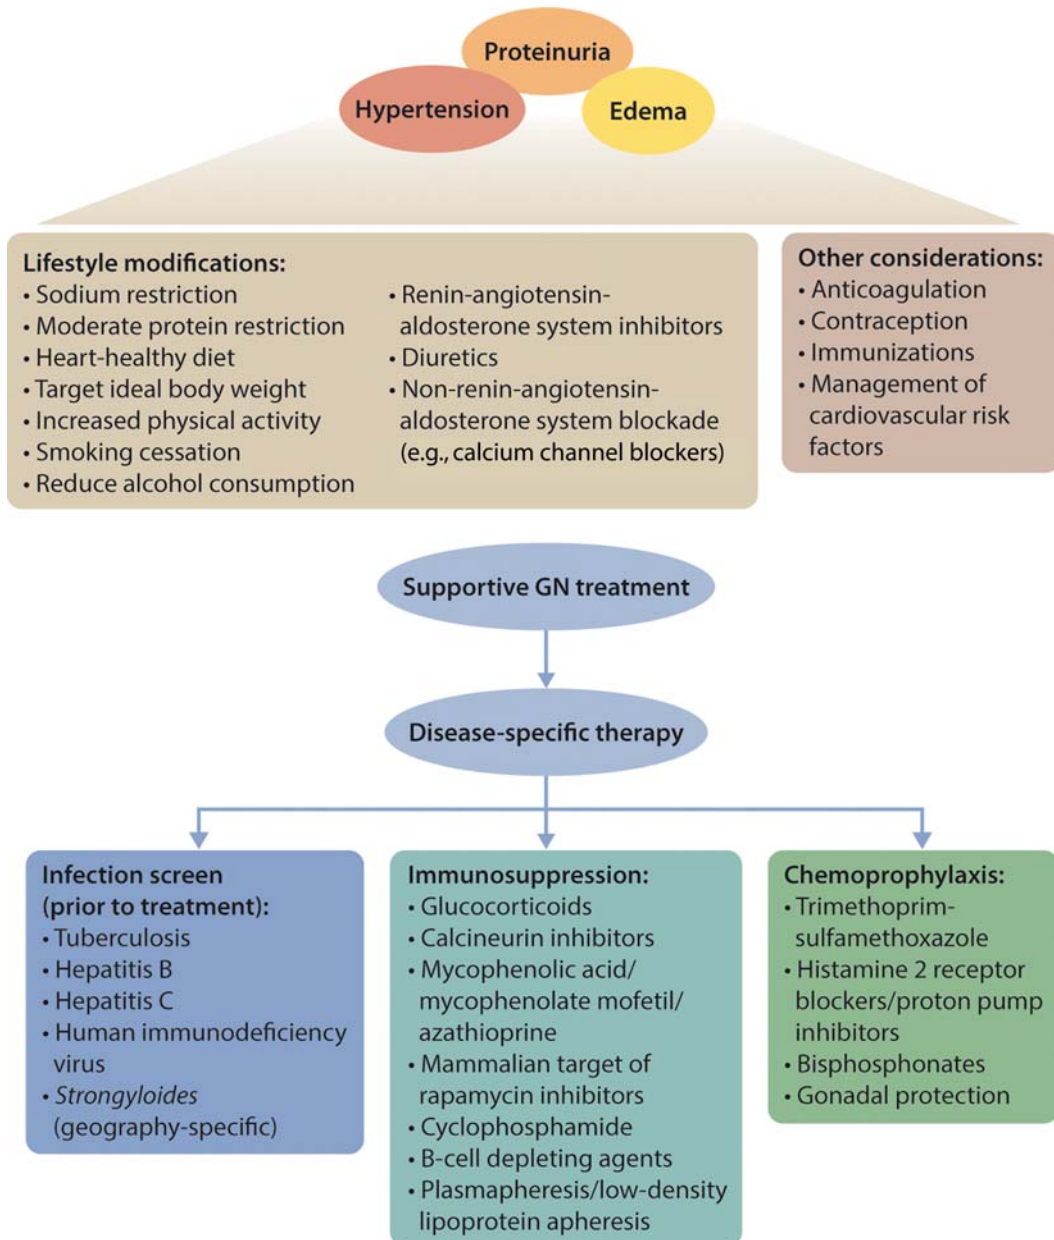 Proteinuria
Hypertension
Edema
Lifestyle modifications:
• Sodium restriction
• Moderate protein restriction
• Heart-healthy diet
• Target ideal body weight
• Increased physical activity
• Smoking cessation
• Reduce alcohol consumption
• Renin-angiotensin-
aldosterone system inhibitors
• Diuretics
• Non-renin-angiotensin-
aldosterone system blockade
(e.g., calcium channel blockers)
Other considerations:
• Anticoagulation
• Contraception
• Immunizations
• Management of
cardiovascular risk
factors
Supportive GN treatment
Disease-specific therapy
Infection screen
(prior to treatment):
• Tuberculosis
• Hepatitis B
• Hepatitis C
• Human immunodeficiency
virus
• Strongyloides
(geography-specific)
Immunosuppression:
• Glucocorticoids
• Calcineurin inhibitors
• Mycophenolic acid/
mycophenolate mofetil/
azathioprine
• Mammalian target of
rapamycin inhibitors
• Cyclophosphamide
• B-cell depleting agents
• Plasmapheresis/low-density
lipoprotein apheresis
Chemoprophylaxis:
• Trimethoprim-
sulfamethoxazole
• Histamine 2 receptor
blockers/proton pump
inhibitors
• Bisphosphonates
• Gonadal protection